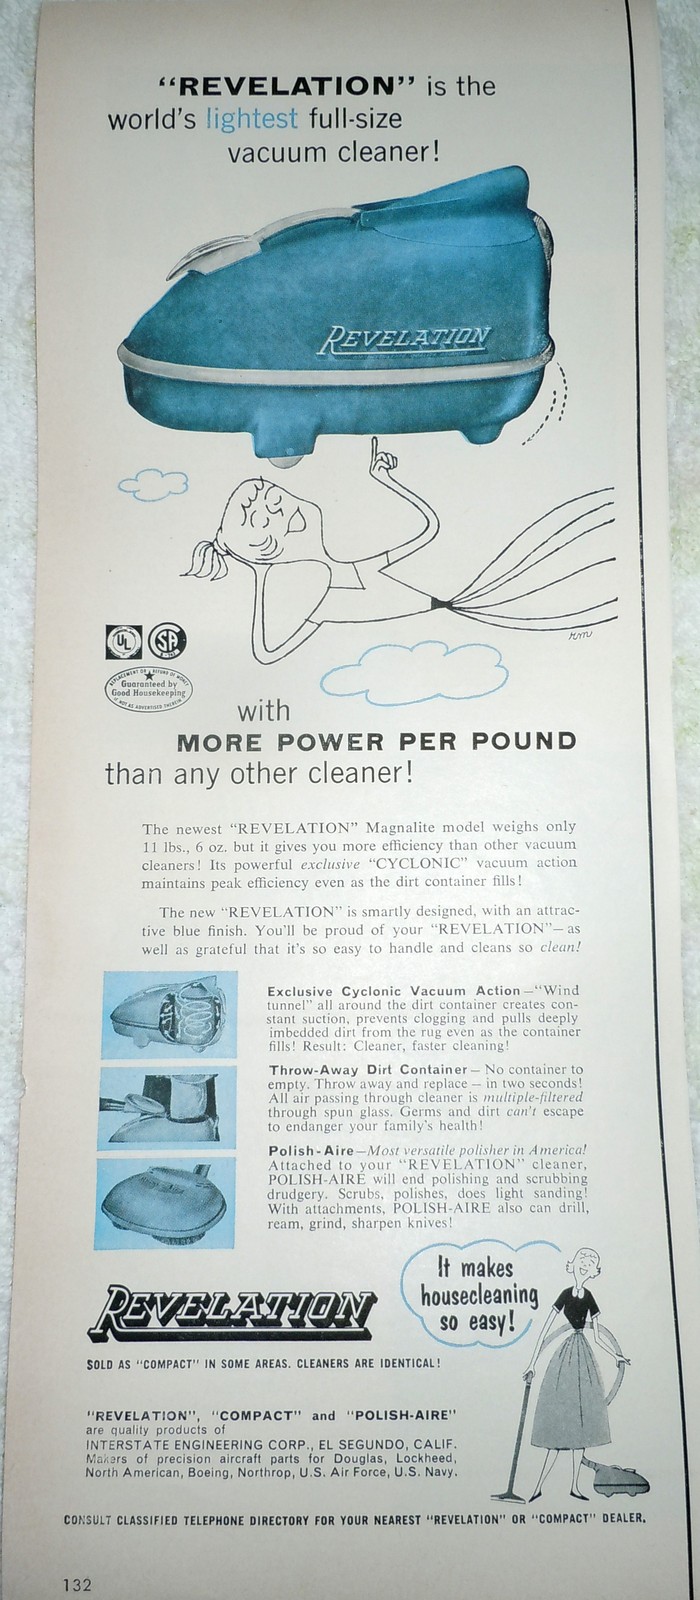 “REVELATION” is the
world's lightest full-size
vacuum cleaner!
REVELATION
rm
UL
SA
REPLACEMENT OR REFUND OF MONEY
Guaranteed by
Good Housekeeping
IF NOT AS ADVERTISED THEREIN
with
MORE POWER PER POUND
than any other cleaner!
The newest “REVELATION” Magnalite model weighs only
11 lbs., 6 oz. but it gives you more efficiency than other vacuum
cleaners! Its powerful exclusive “CYCLONIC” vacuum action
maintains peak efficiency even as the dirt container fills!
The new “REVELATION” is smartly designed, with an attrac-
tive blue finish. You'll be proud of your “REVELATION”—as
well as grateful that it's so easy to handle and cleans so clean!
Exclusive Cyclonic Vacuum Action—“Wind
tunnel” all around the dirt container creates con-
stant suction, prevents clogging and pulls deeply
imbedded dirt from the rug even as the container
fills! Result: Cleaner, faster cleaning!
Throw-Away Dirt Container — No container to
empty. Throw away and replace — in two seconds!
All air passing through cleaner is multiple-filtered
through spun glass. Germs and dirt can't escape
to endanger your family's health!
Polish-Aire—Most versatile polisher in America!
Attached to your “REVELATION” cleaner,
POLISH-AIRE will end polishing and scrubbing
drudgery. Scrubs, polishes, does light sanding!
With attachments, POLISH-AIRE also can drill,
ream, grind, sharpen knives!
It makes
housecleaning
so easy!
REVELATION
SOLD AS “COMPACT” IN SOME AREAS. CLEANERS ARE IDENTICAL!
“REVELATION”, “COMPACT” and “POLISH-AIRE”
are quality products of
INTERSTATE ENGINEERING CORP., EL SEGUNDO, CALIF.
Makers of precision aircraft parts for Douglas, Lockheed,
North American, Boeing, Northrop, U.S. Air Force, U.S. Navy.
CONSULT CLASSIFIED TELEPHONE DIRECTORY FOR YOUR NEAREST “REVELATION” OR “COMPACT” DEALER.
132